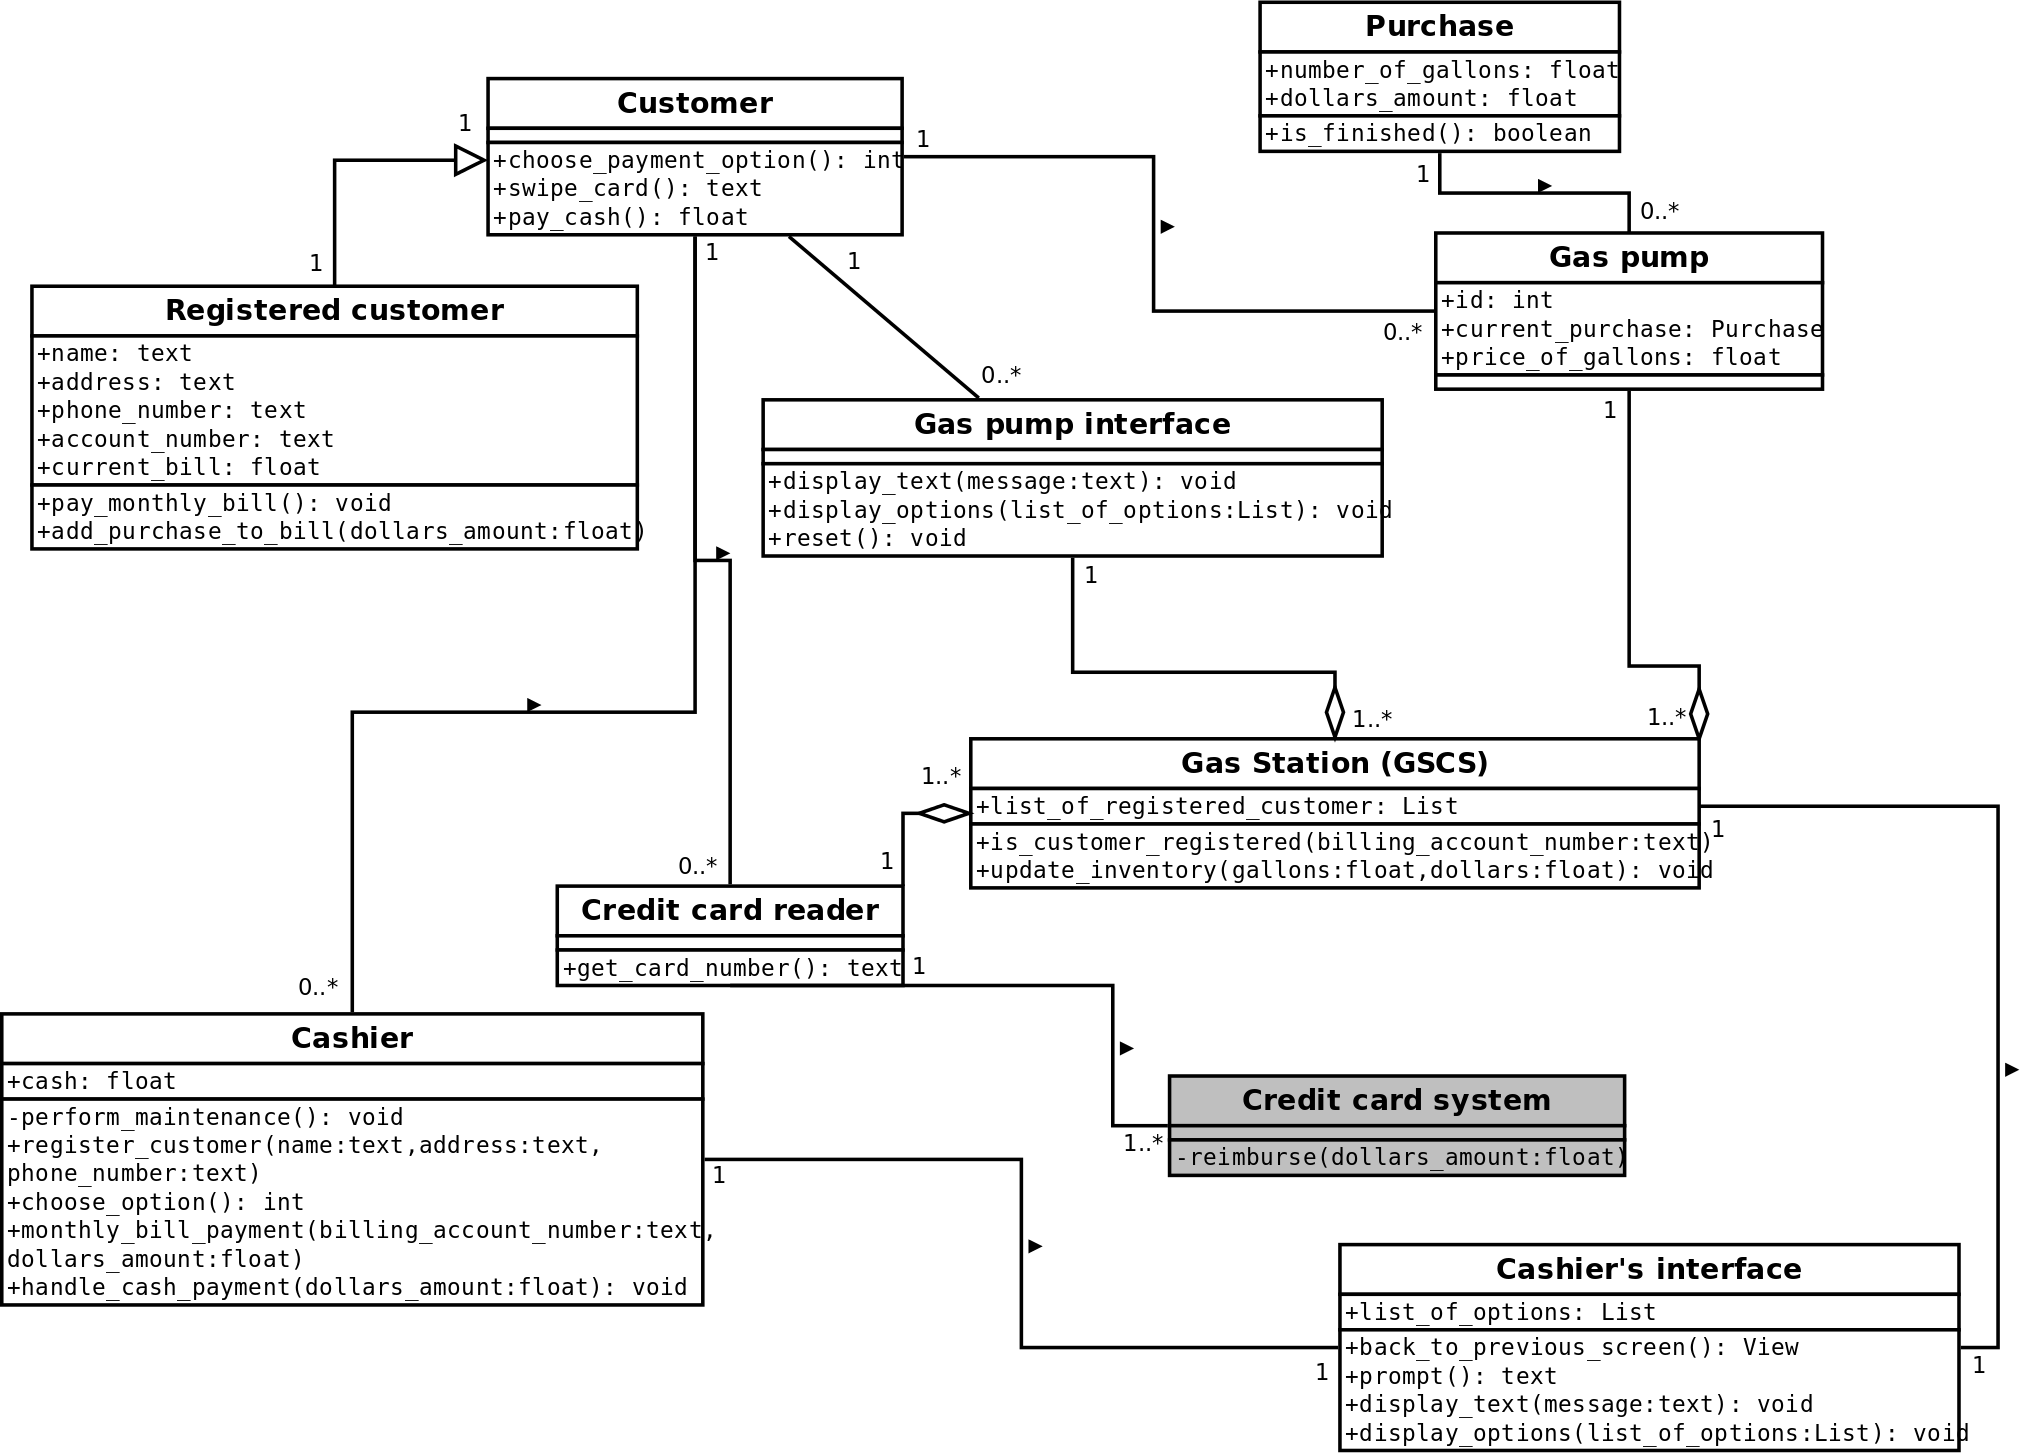 Purchase
+number_of_gallons: float
+dollars_amount: float
+is_finished(): boolean
1
0..*
Customer
+choose_payment_option(): int
+swipe_card(): text
+pay_cash(): float
1
1
1
1
0..*
Gas pump
+id: int
+current_purchase: Purchase
+price_of_gallons: float
1
1
Registered customer
+name: text
+address: text
+phone_number: text
+account_number: text
+current_bill: float
+pay_monthly_bill(): void
+add_purchase_to_bill(dollars_amount:float)
0..*
Gas pump interface
+display_text(message:text): void
+display_options(list_of_options:List): void
+reset(): void
1
1..*
1..*
Gas Station (GSCS)
+list_of_registered_customer: List
+is_customer_registered(billing_account_number:text)
+update_inventory(gallons:float,dollars:float): void
1
1..*
1
0..*
Credit card reader
+get_card_number(): text
1
0..*
Cashier
+cash: float
-perform_maintenance(): void
+register_customer(name:text,address:text,
phone_number:text)
+choose_option(): int
+monthly_bill_payment(billing_account_number:text,
dollars_amount:float)
+handle_cash_payment(dollars_amount:float): void
1
Credit card system
-reimburse(dollars_amount:float)
1..*
Cashier's interface
+list_of_options: List
+back_to_previous_screen(): View
+prompt(): text
+display_text(message:text): void
+display_options(list_of_options:List): void
1
1